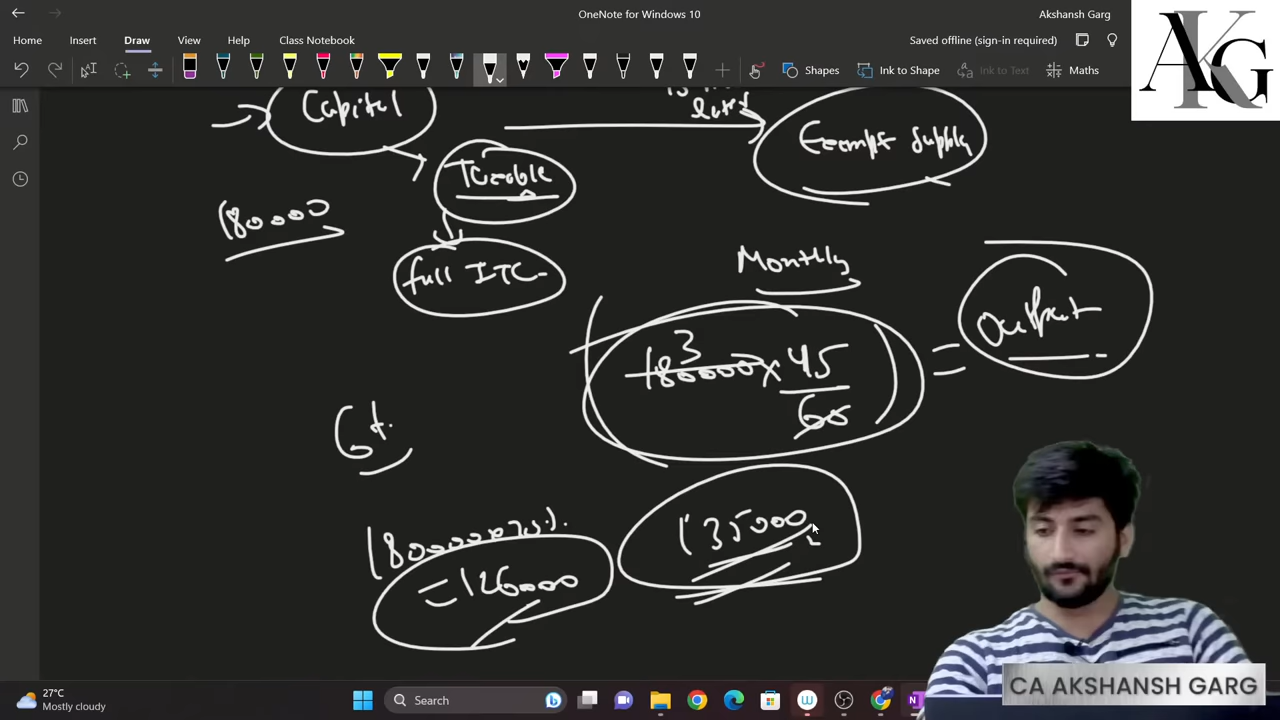 OneNote for Windows 10
Akshansh Garg
Home Insert Draw View Help Class Notebook
Saved offline (sign-in required)
Shapes Ink to Shape Ink to Text Maths
AKG
Capital
Exempt Supply
Taxable
180000
full ITC
Monthly
3
180000 x 45
60
= Output
135000
= 126000
CA AKSHANSH GARG
27°C
Mostly cloudy
Search